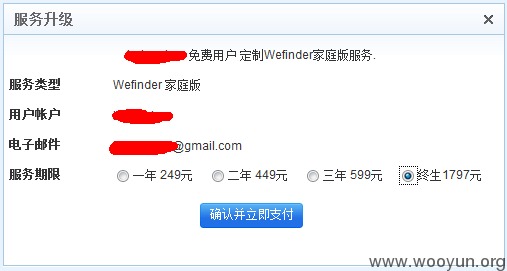 服务升级
免费用户 定制Wefinder家庭版服务.
服务类型 Wefinder 家庭版
用户帐户
电子邮件 @gmail.com
服务期限 一年 249元 二年 449元 三年 599元 终生1797元
确认并立即支付
www.wooyun.org